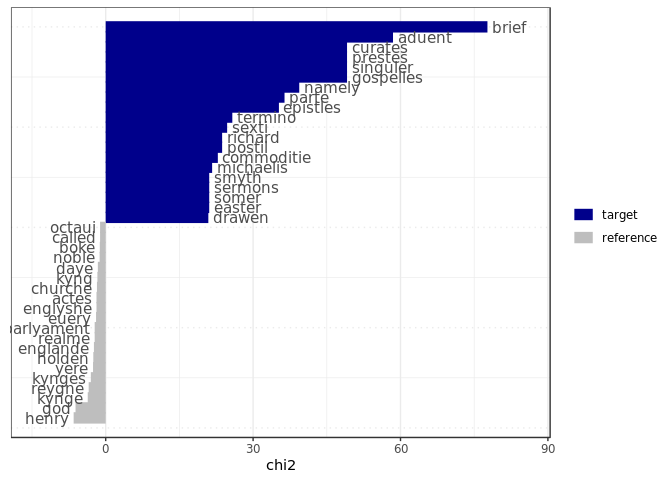 brief
aduent
curates
prestes
singuler
gospelles
namely
parte
epistles
termino
sexti
richard
postil
commoditie
michaelis
smyth
sermons
somer
easter
drawen
octaui
called
boke
noble
daye
kyng
churche
actes
englyshe
euery
parlyament
realme
englande
holden
yere
kynges
reygne
kynge
god
henry
target
reference
0
30
60
90
chi2